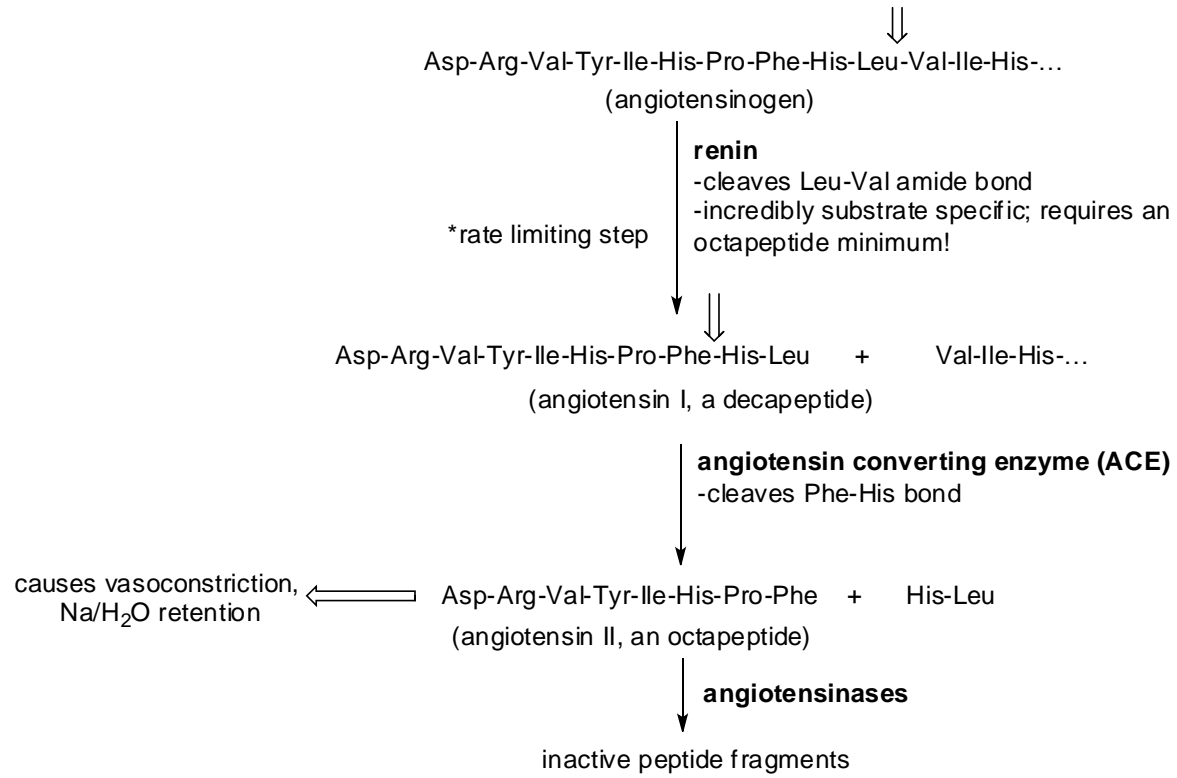 Asp-Arg-Val-Tyr-Ile-His-Pro-Phe-His-Leu-Val-Ile-His-…
(angiotensinogen)
renin
-cleaves Leu-Val amide bond
-incredibly substrate specific; requires an
octapeptide minimum!
*rate limiting step
Asp-Arg-Val-Tyr-Ile-His-Pro-Phe-His-Leu + Val-Ile-His-…
(angiotensin I, a decapeptide)
angiotensin converting enzyme (ACE)
-cleaves Phe-His bond
causes vasoconstriction,
Na/H₂O retention
Asp-Arg-Val-Tyr-Ile-His-Pro-Phe + His-Leu
(angiotensin II, an octapeptide)
angiotensinases
inactive peptide fragments